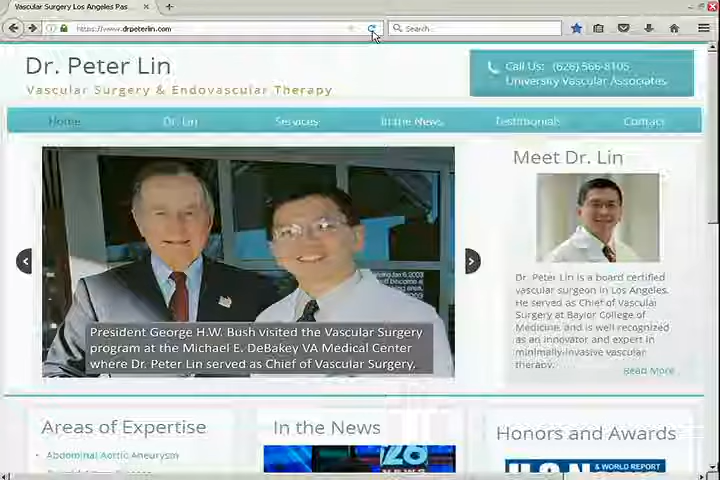 Vascular Surgery Los Angeles Pas
https://www.drpeterlin.com
Search...
Dr. Peter Lin
Vascular Surgery & Endovascular Therapy
Call Us: (626) 566-8105
University Vascular Associates
Home
Dr. Lin
Services
In the News
Testimonials
Contact
President George H.W. Bush visited the Vascular Surgery
program at the Michael E. DeBakey VA Medical Center
where Dr. Peter Lin served as Chief of Vascular Surgery.
Meet Dr. Lin
Dr. Peter Lin is a board certified
vascular surgeon in Los Angeles.
He served as Chief of Vascular
Surgery at Baylor College of
Medicine, and is well recognized
as an innovator and expert in
minimally-invasive vascular
therapy.
Read More
Areas of Expertise
Abdominal Aortic Aneurysm
In the News
26
NEWS
Honors and Awards
& WORLD REPORT